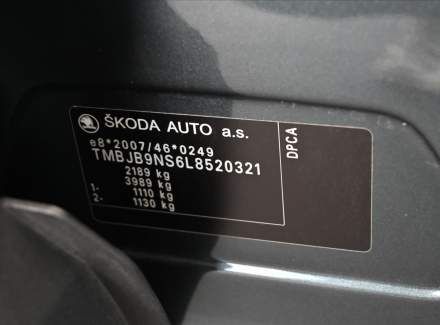 ŠKODA AUTO a.s.
e8*2007/46*0249
TMBJB9NS6L8520321
2189 kg
3989 kg
1- 1110 kg
2- 1130 kg
DPCA